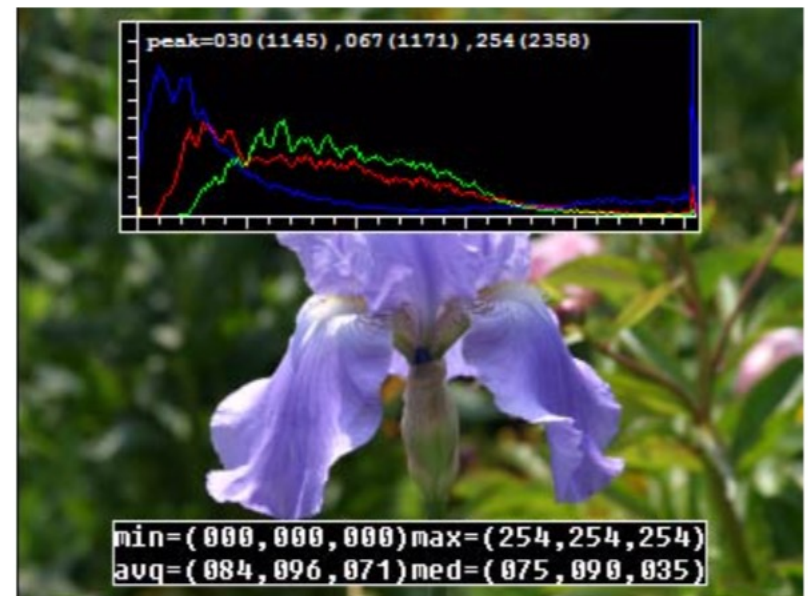 peak=030(1145),067(1171),254(2358)
min=(000,000,000)max=(254,254,254)
avg=(084,096,071)med=(075,090,035)